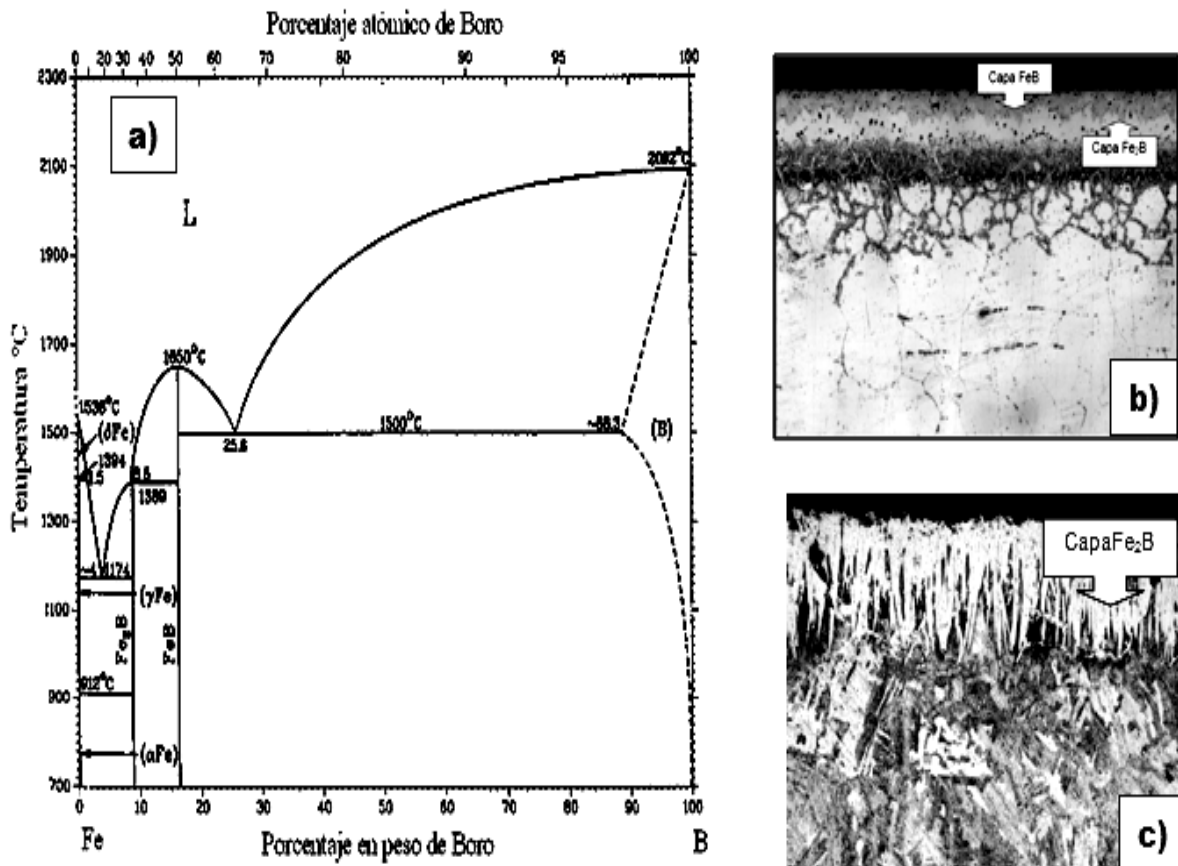 Porcentaje atómico de Boro
0 10 20 30 40 50 60 70 80 90 95 100
2300
2100
1900
1700
1500
1300
1100
900
700
Temperatura °C
a)
L
2092°C
1650°C
1536°C
(δFe)
1394
1389
1500°C
25.6
(B)
1174
(γFe)
Fe₂B
FeB
912°C
(αFe)
0 10 20 30 40 50 60 70 80 90 100
Fe
Porcentaje en peso de Boro
B
Capa FeB
Capa Fe₂B
b)
CapaFe₂B
c)